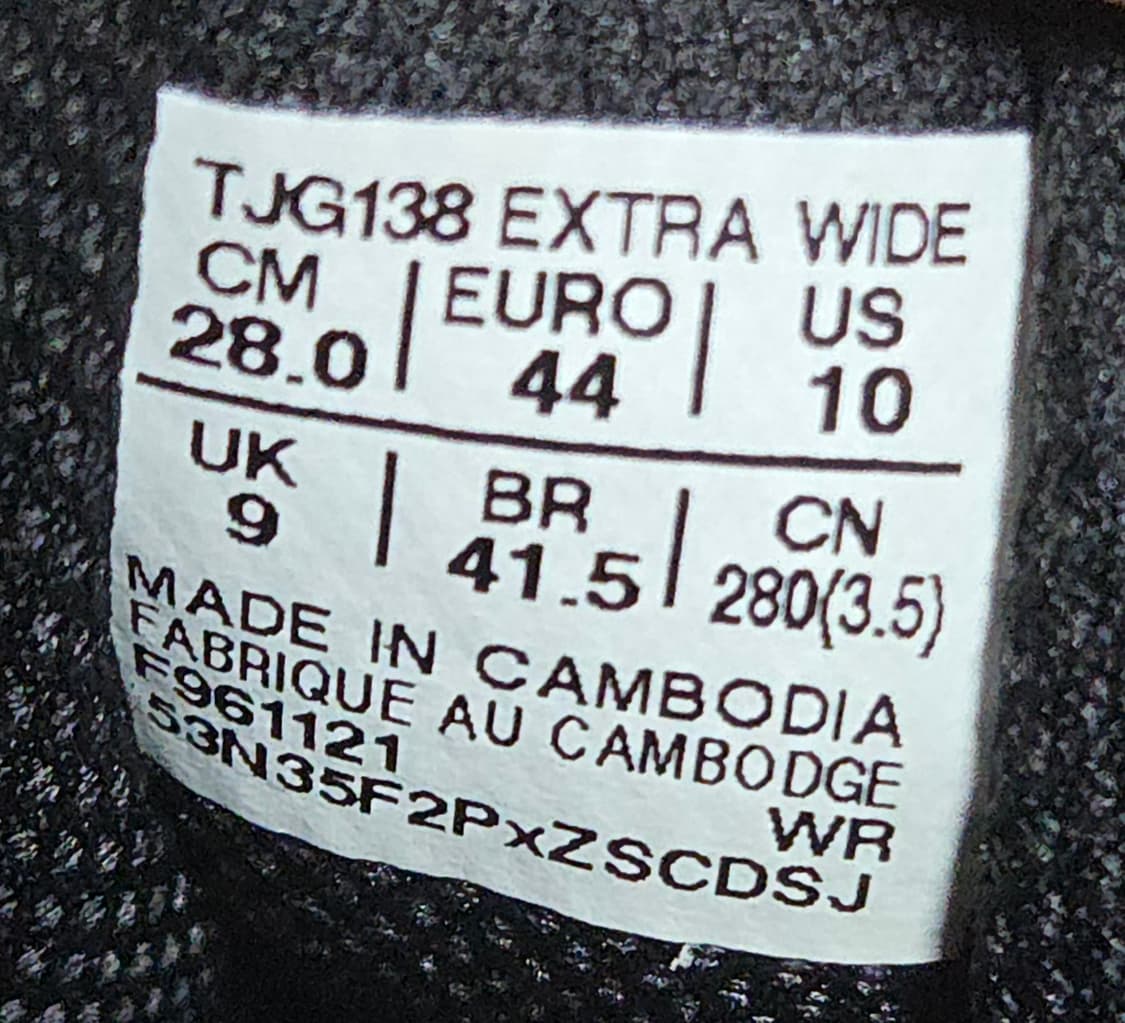 TJG138 EXTRA WIDE
CM | EURO | US
28.0 | 44 | 10
UK | BR | CN
9 | 41.5 | 280(3.5)
MADE IN CAMBODIA
FABRIQUE AU CAMBODGE
F961121 WR
53N35F2PxZSCDSJ